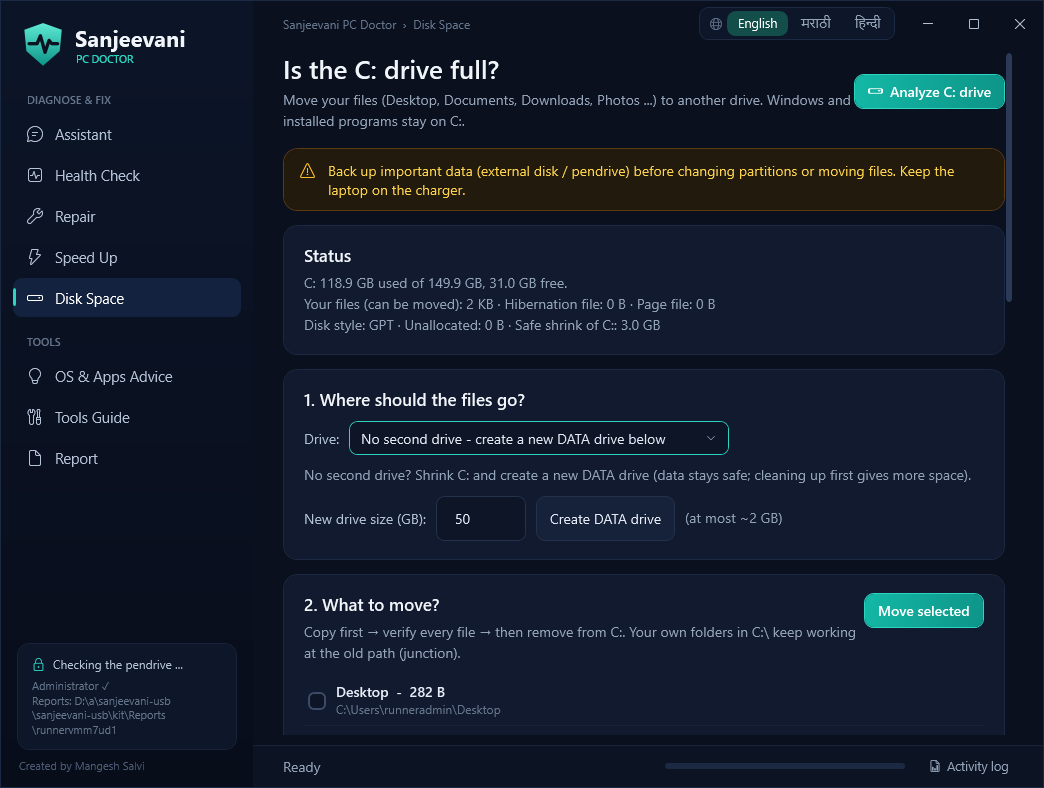 Sanjeevani
PC DOCTOR
DIAGNOSE & FIX
Assistant
Health Check
Repair
Speed Up
Disk Space
TOOLS
OS & Apps Advice
Tools Guide
Report
Checking the pendrive ...
Administrator ✓
Reports: D:\a\sanjeevani-usb
\sanjeevani-usb\kit\Reports
\runnervmm7ud1
Created by Mangesh Salvi
Sanjeevani PC Doctor › Disk Space
English मराठी हिन्दी
Is the C: drive full?
Move your files (Desktop, Documents, Downloads, Photos ...) to another drive. Windows and
installed programs stay on C:.
Analyze C: drive
Back up important data (external disk / pendrive) before changing partitions or moving files. Keep the
laptop on the charger.
Status
C: 118.9 GB used of 149.9 GB, 31.0 GB free.
Your files (can be moved): 2 KB · Hibernation file: 0 B · Page file: 0 B
Disk style: GPT · Unallocated: 0 B · Safe shrink of C:: 3.0 GB
1. Where should the files go?
Drive: No second drive - create a new DATA drive below
No second drive? Shrink C: and create a new DATA drive (data stays safe; cleaning up first gives more space).
New drive size (GB): 50 Create DATA drive (at most ~2 GB)
2. What to move?
Copy first → verify every file → then remove from C:. Your own folders in C:\ keep working
at the old path (junction).
Move selected
Desktop - 282 B
C:\Users\runneradmin\Desktop
Ready
Activity log